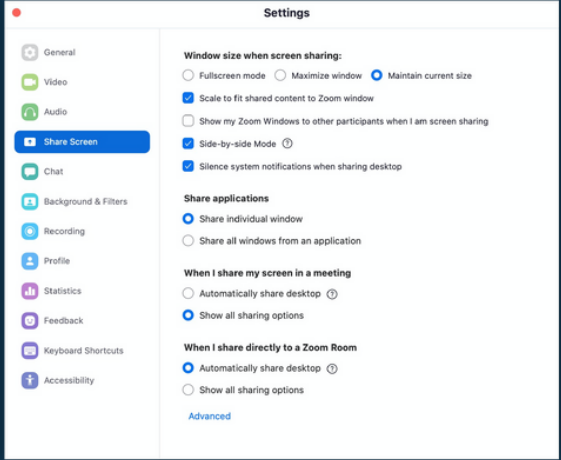 Settings
General
Video
Audio
Share Screen
Chat
Background & Filters
Recording
Profile
Statistics
Feedback
Keyboard Shortcuts
Accessibility
Window size when screen sharing:
Fullscreen mode Maximize window Maintain current size
Scale to fit shared content to Zoom window
Show my Zoom Windows to other participants when I am screen sharing
Side-by-side Mode ?
Silence system notifications when sharing desktop
Share applications
Share individual window
Share all windows from an application
When I share my screen in a meeting
Automatically share desktop ?
Show all sharing options
When I share directly to a Zoom Room
Automatically share desktop ?
Show all sharing options
Advanced